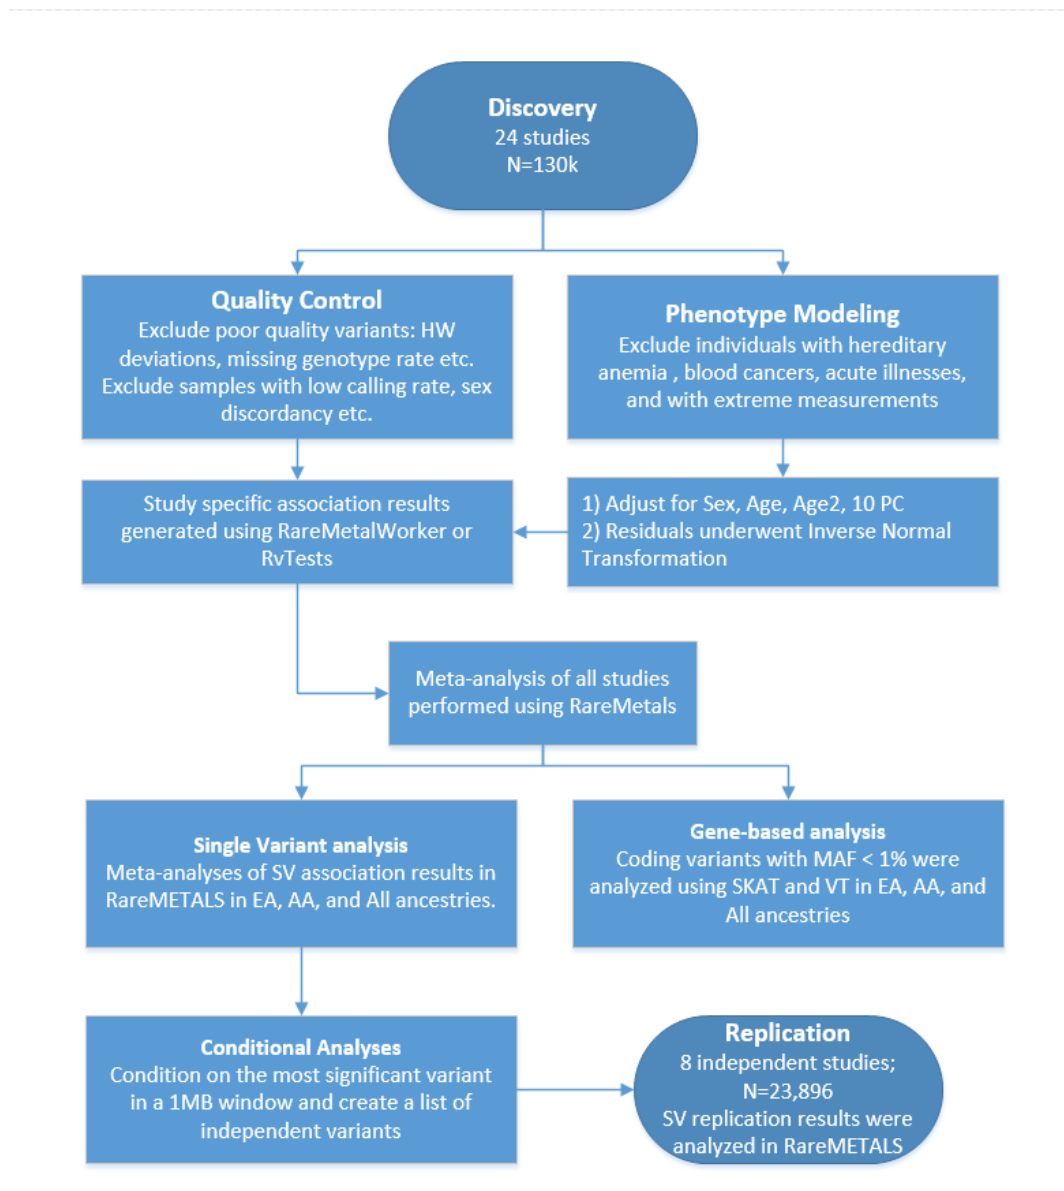 Discovery
24 studies
N=130k
Quality Control
Exclude poor quality variants: HW
deviations, missing genotype rate etc.
Exclude samples with low calling rate, sex
discordancy etc.
Phenotype Modeling
Exclude individuals with hereditary
anemia , blood cancers, acute illnesses,
and with extreme measurements
Study specific association results
generated using RareMetalWorker or
RvTests
1) Adjust for Sex, Age, Age2, 10 PC
2) Residuals underwent Inverse Normal
Transformation
Meta-analysis of all studies
performed using RareMetals
Single Variant analysis
Meta-analyses of SV association results in
RareMETALS in EA, AA, and All ancestries.
Gene-based analysis
Coding variants with MAF < 1% were
analyzed using SKAT and VT in EA, AA, and
All ancestries
Conditional Analyses
Condition on the most significant variant
in a 1MB window and create a list of
independent variants
Replication
8 independent studies;
N=23,896
SV replication results were
analyzed in RareMETALS